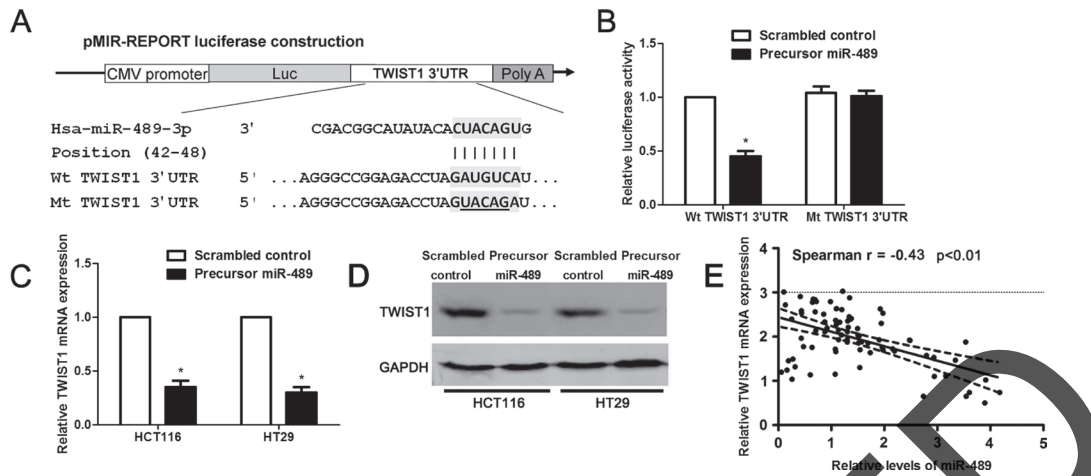 A
pMIR-REPORT luciferase construction
CMV promoter Luc TWIST1 3'UTR Poly A
Hsa-miR-489-3p 3' CGACGGCAUAUACACUACAGUG
Position (42-48)
Wt TWIST1 3'UTR 5' ...AGGGCCGGAGACCUAGAUGUCAU...
Mt TWIST1 3'UTR 5' ...AGGGCCGGAGACCUAGUACAGAU...
B
Scrambled control
Precursor miR-489
Relative luciferase activity
1.5
1.0
0.5
0.0
*
Wt TWIST1 3'UTR Mt TWIST1 3'UTR
C
Scrambled control
Precursor miR-489
Relative TWIST1 mRNA expression
1.5
1.0
0.5
0.0
* *
HCT116 HT29
D
Scrambled Precursor Scrambled Precursor
control miR-489 control miR-489
TWIST1
GAPDH
HCT116 HT29
E
Spearman r = -0.43 p<0.01
Relative TWIST1 mRNA expression
4
3
2
1
0
0 1 2 3 4 5
Relative levels of miR-489